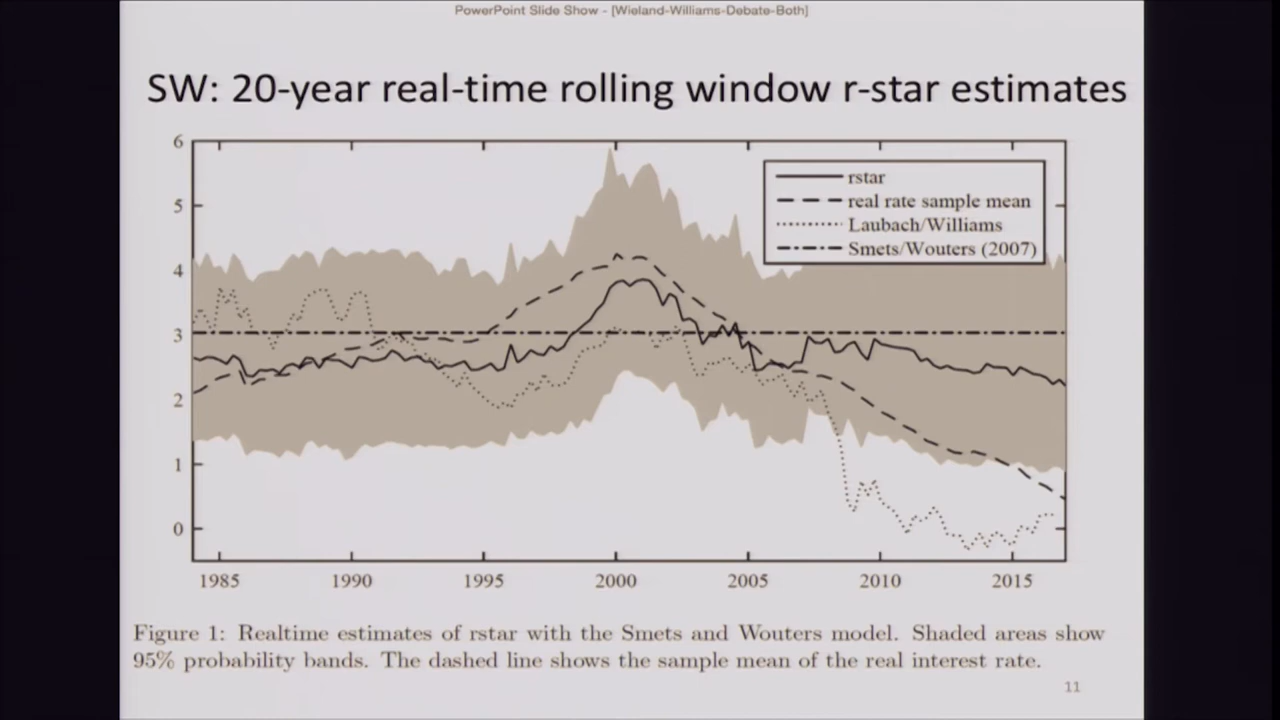 PowerPoint Slide Show - [Wieland-Williams-Debate-Both]
SW: 20-year real-time rolling window r-star estimates
6
5
4
3
2
1
0
rstar
real rate sample mean
Laubach/Williams
Smets/Wouters (2007)
1985 1990 1995 2000 2005 2010 2015
Figure 1: Realtime estimates of rstar with the Smets and Wouters model. Shaded areas show
95% probability bands. The dashed line shows the sample mean of the real interest rate.
11